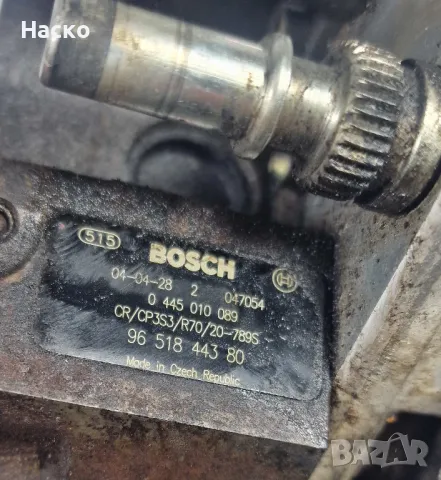 Насko
515
BOSCH
04-04-28 2 047054
0 445 010 089
CR/CP3S3/R70/20-789S
96 518 443 80
Made in Czech Republic
BAZAR